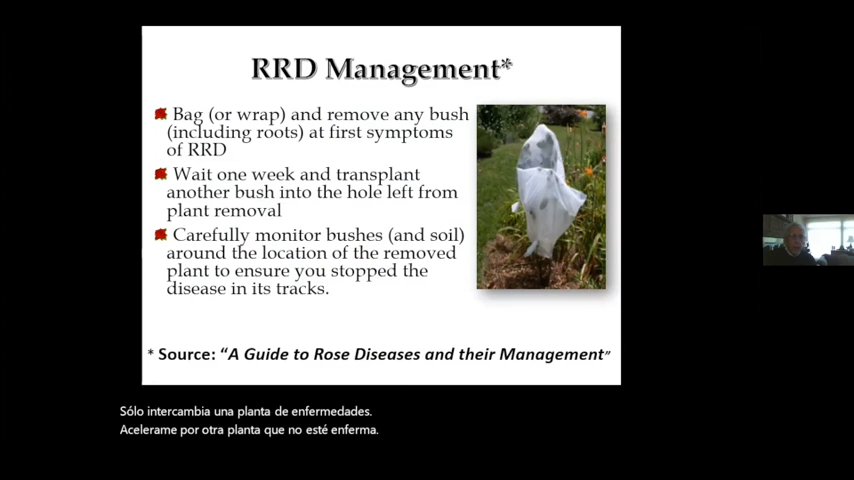 RRD Management*
Bag (or wrap) and remove any bush
(including roots) at first symptoms
of RRD
Wait one week and transplant
another bush into the hole left from
plant removal
Carefully monitor bushes (and soil)
around the location of the removed
plant to ensure you stopped the
disease in its tracks.
* Source: “A Guide to Rose Diseases and their Management”
Sólo intercambia una planta de enfermedades.
Acelerame por otra planta que no esté enferma.